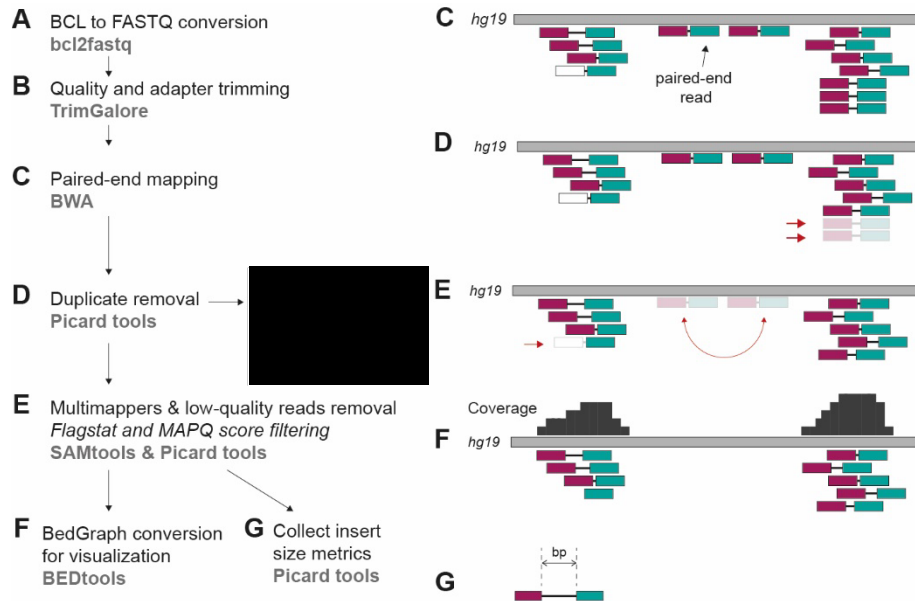 A BCL to FASTQ conversion
bcl2fastq
B Quality and adapter trimming
TrimGalore
C Paired-end mapping
BWA
D Duplicate removal
Picard tools
E Multimappers & low-quality reads removal
Flagstat and MAPQ score filtering
SAMtools & Picard tools
F BedGraph conversion
for visualization
BEDtools
G Collect insert
size metrics
Picard tools
C hg19
paired-end
read
D hg19
E hg19
Coverage
hg19
F
bp
G